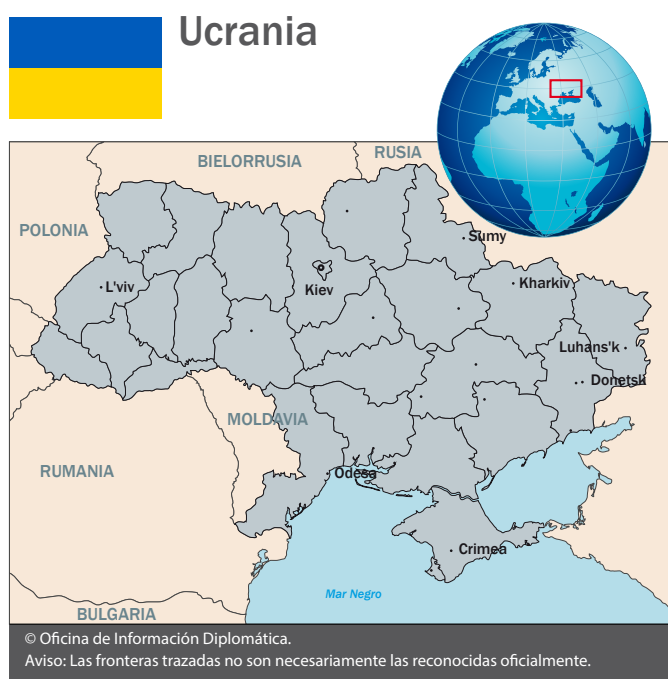 Ucrania
BIELORRUSIA
RUSIA
POLONIA
Sumy
L'viv
Kiev
Kharkiv
Luhans'k
Donetsk
MOLDAVIA
RUMANIA
Odesa
Crimea
Mar Negro
BULGARIA
© Oficina de Información Diplomática.
Aviso: Las fronteras trazadas no son necesariamente las reconocidas oficialmente.